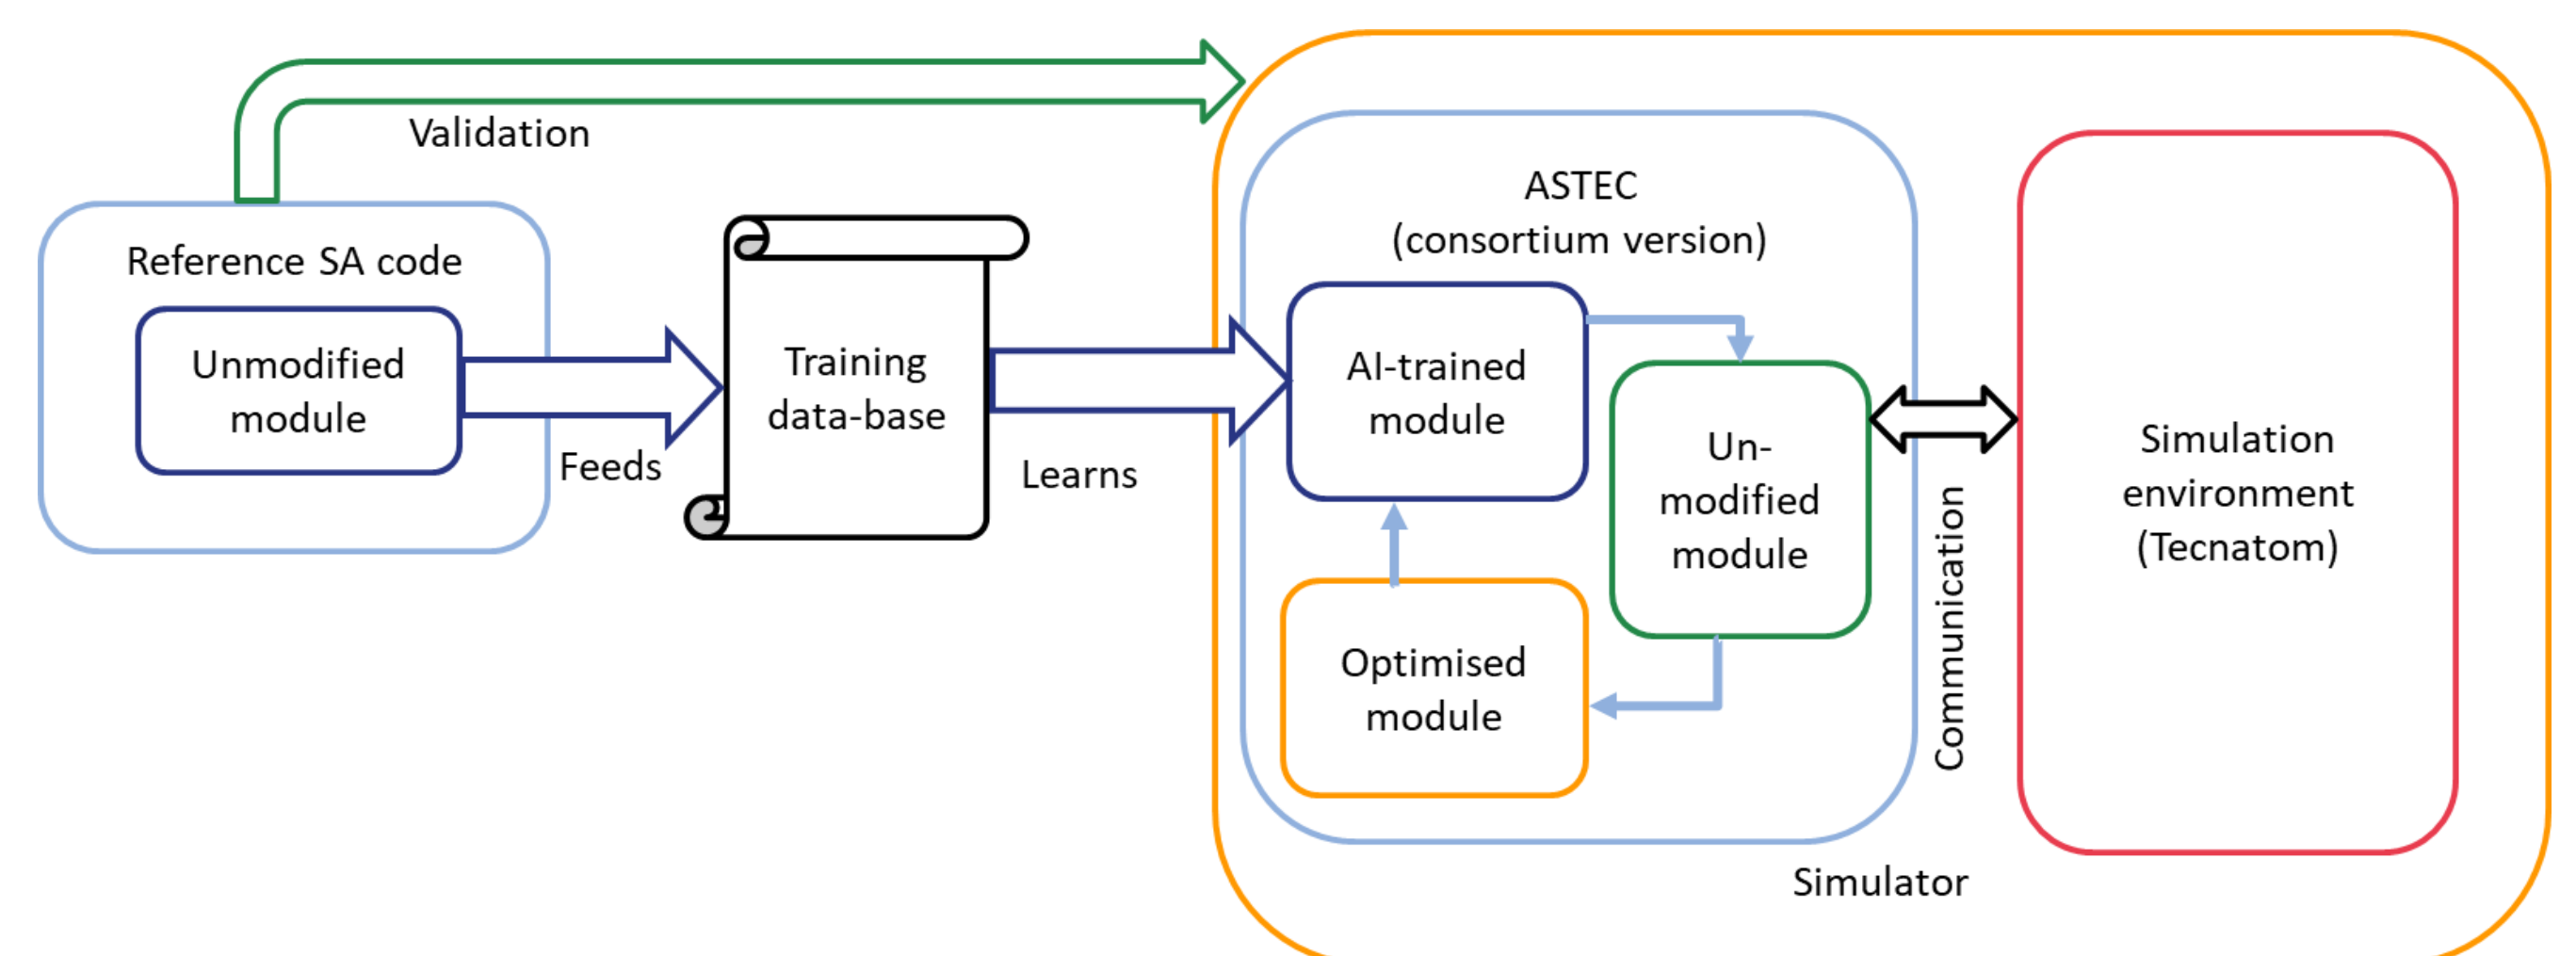 Validation
Reference SA code
Unmodified
module
Feeds
Training
data-base
Learns
ASTEC
(consortium version)
AI-trained
module
Un-
modified
module
Optimised
module
Communication
Simulation
environment
(Tecnatom)
Simulator